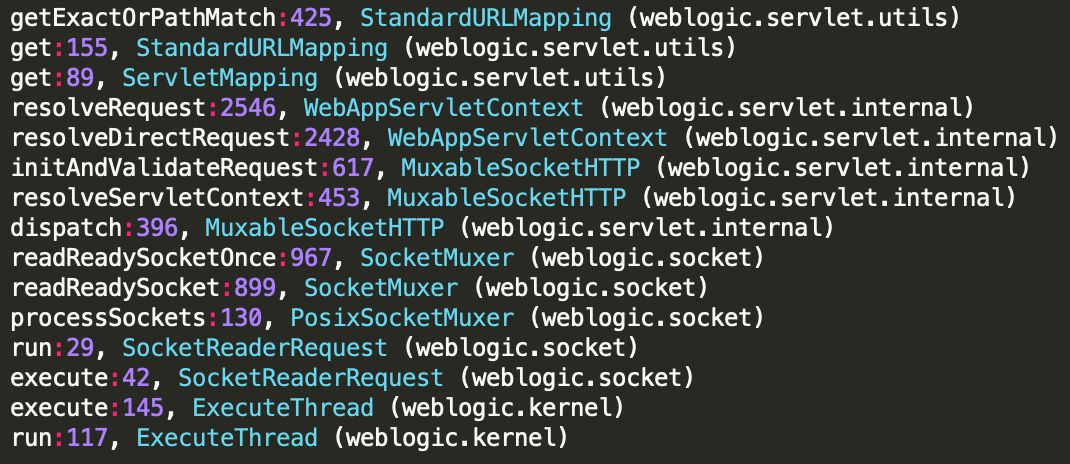 getExactOrPathMatch:425, StandardURLMapping (weblogic.servlet.utils)
get:155, StandardURLMapping (weblogic.servlet.utils)
get:89, ServletMapping (weblogic.servlet.utils)
resolveRequest:2546, WebAppServletContext (weblogic.servlet.internal)
resolveDirectRequest:2428, WebAppServletContext (weblogic.servlet.internal)
initAndValidateRequest:617, MuxableSocketHTTP (weblogic.servlet.internal)
resolveServletContext:453, MuxableSocketHTTP (weblogic.servlet.internal)
dispatch:396, MuxableSocketHTTP (weblogic.servlet.internal)
readReadySocketOnce:967, SocketMuxer (weblogic.socket)
readReadySocket:899, SocketMuxer (weblogic.socket)
processSockets:130, PosixSocketMuxer (weblogic.socket)
run:29, SocketReaderRequest (weblogic.socket)
execute:42, SocketReaderRequest (weblogic.socket)
execute:145, ExecuteThread (weblogic.kernel)
run:117, ExecuteThread (weblogic.kernel)